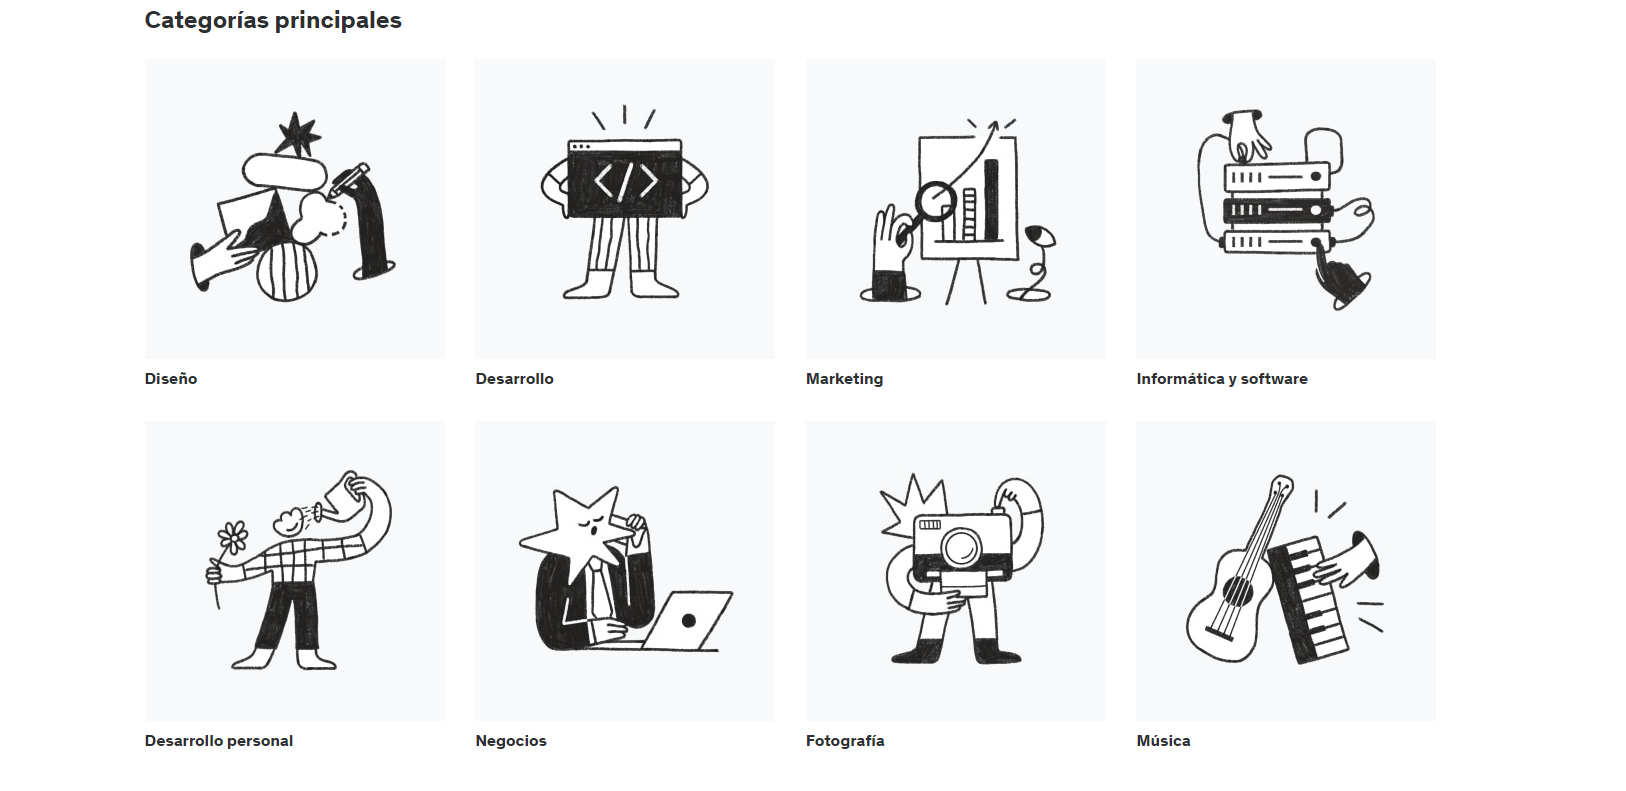 Categorías principales
</>
Diseño
Desarrollo
Marketing
Informática y software
Desarrollo personal
Negocios
Fotografía
Música